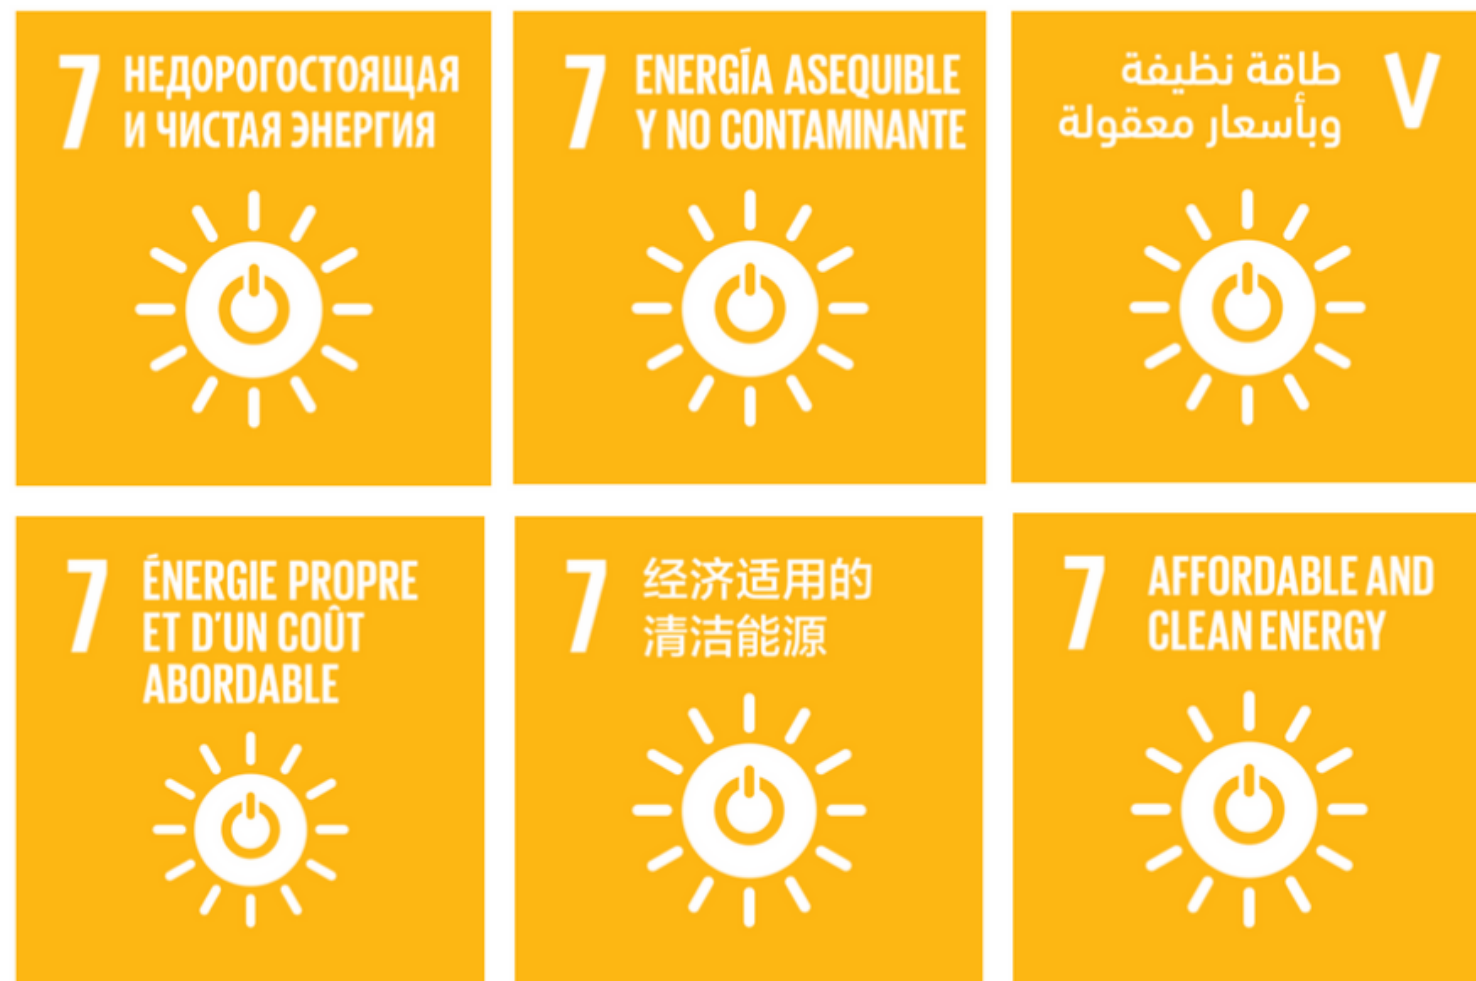 7 НЕДОРОГОСТОЯЩАЯ
И ЧИСТАЯ ЭНЕРГИЯ
7 ENERGÍA ASEQUIBLE
Y NO CONTAMINANTE
٧ طاقة نظيفة
وبأسعار معقولة
7 ÉNERGIE PROPRE
ET D'UN COÛT
ABORDABLE
7 经济适用的
清洁能源
7 AFFORDABLE AND
CLEAN ENERGY